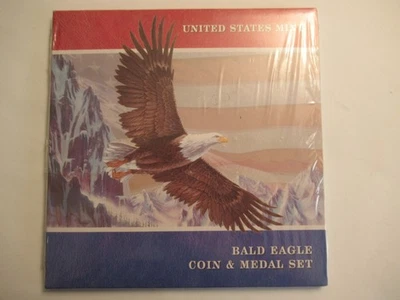 UNITED STATES MINT
BALD EAGLE
COIN & MEDAL SET